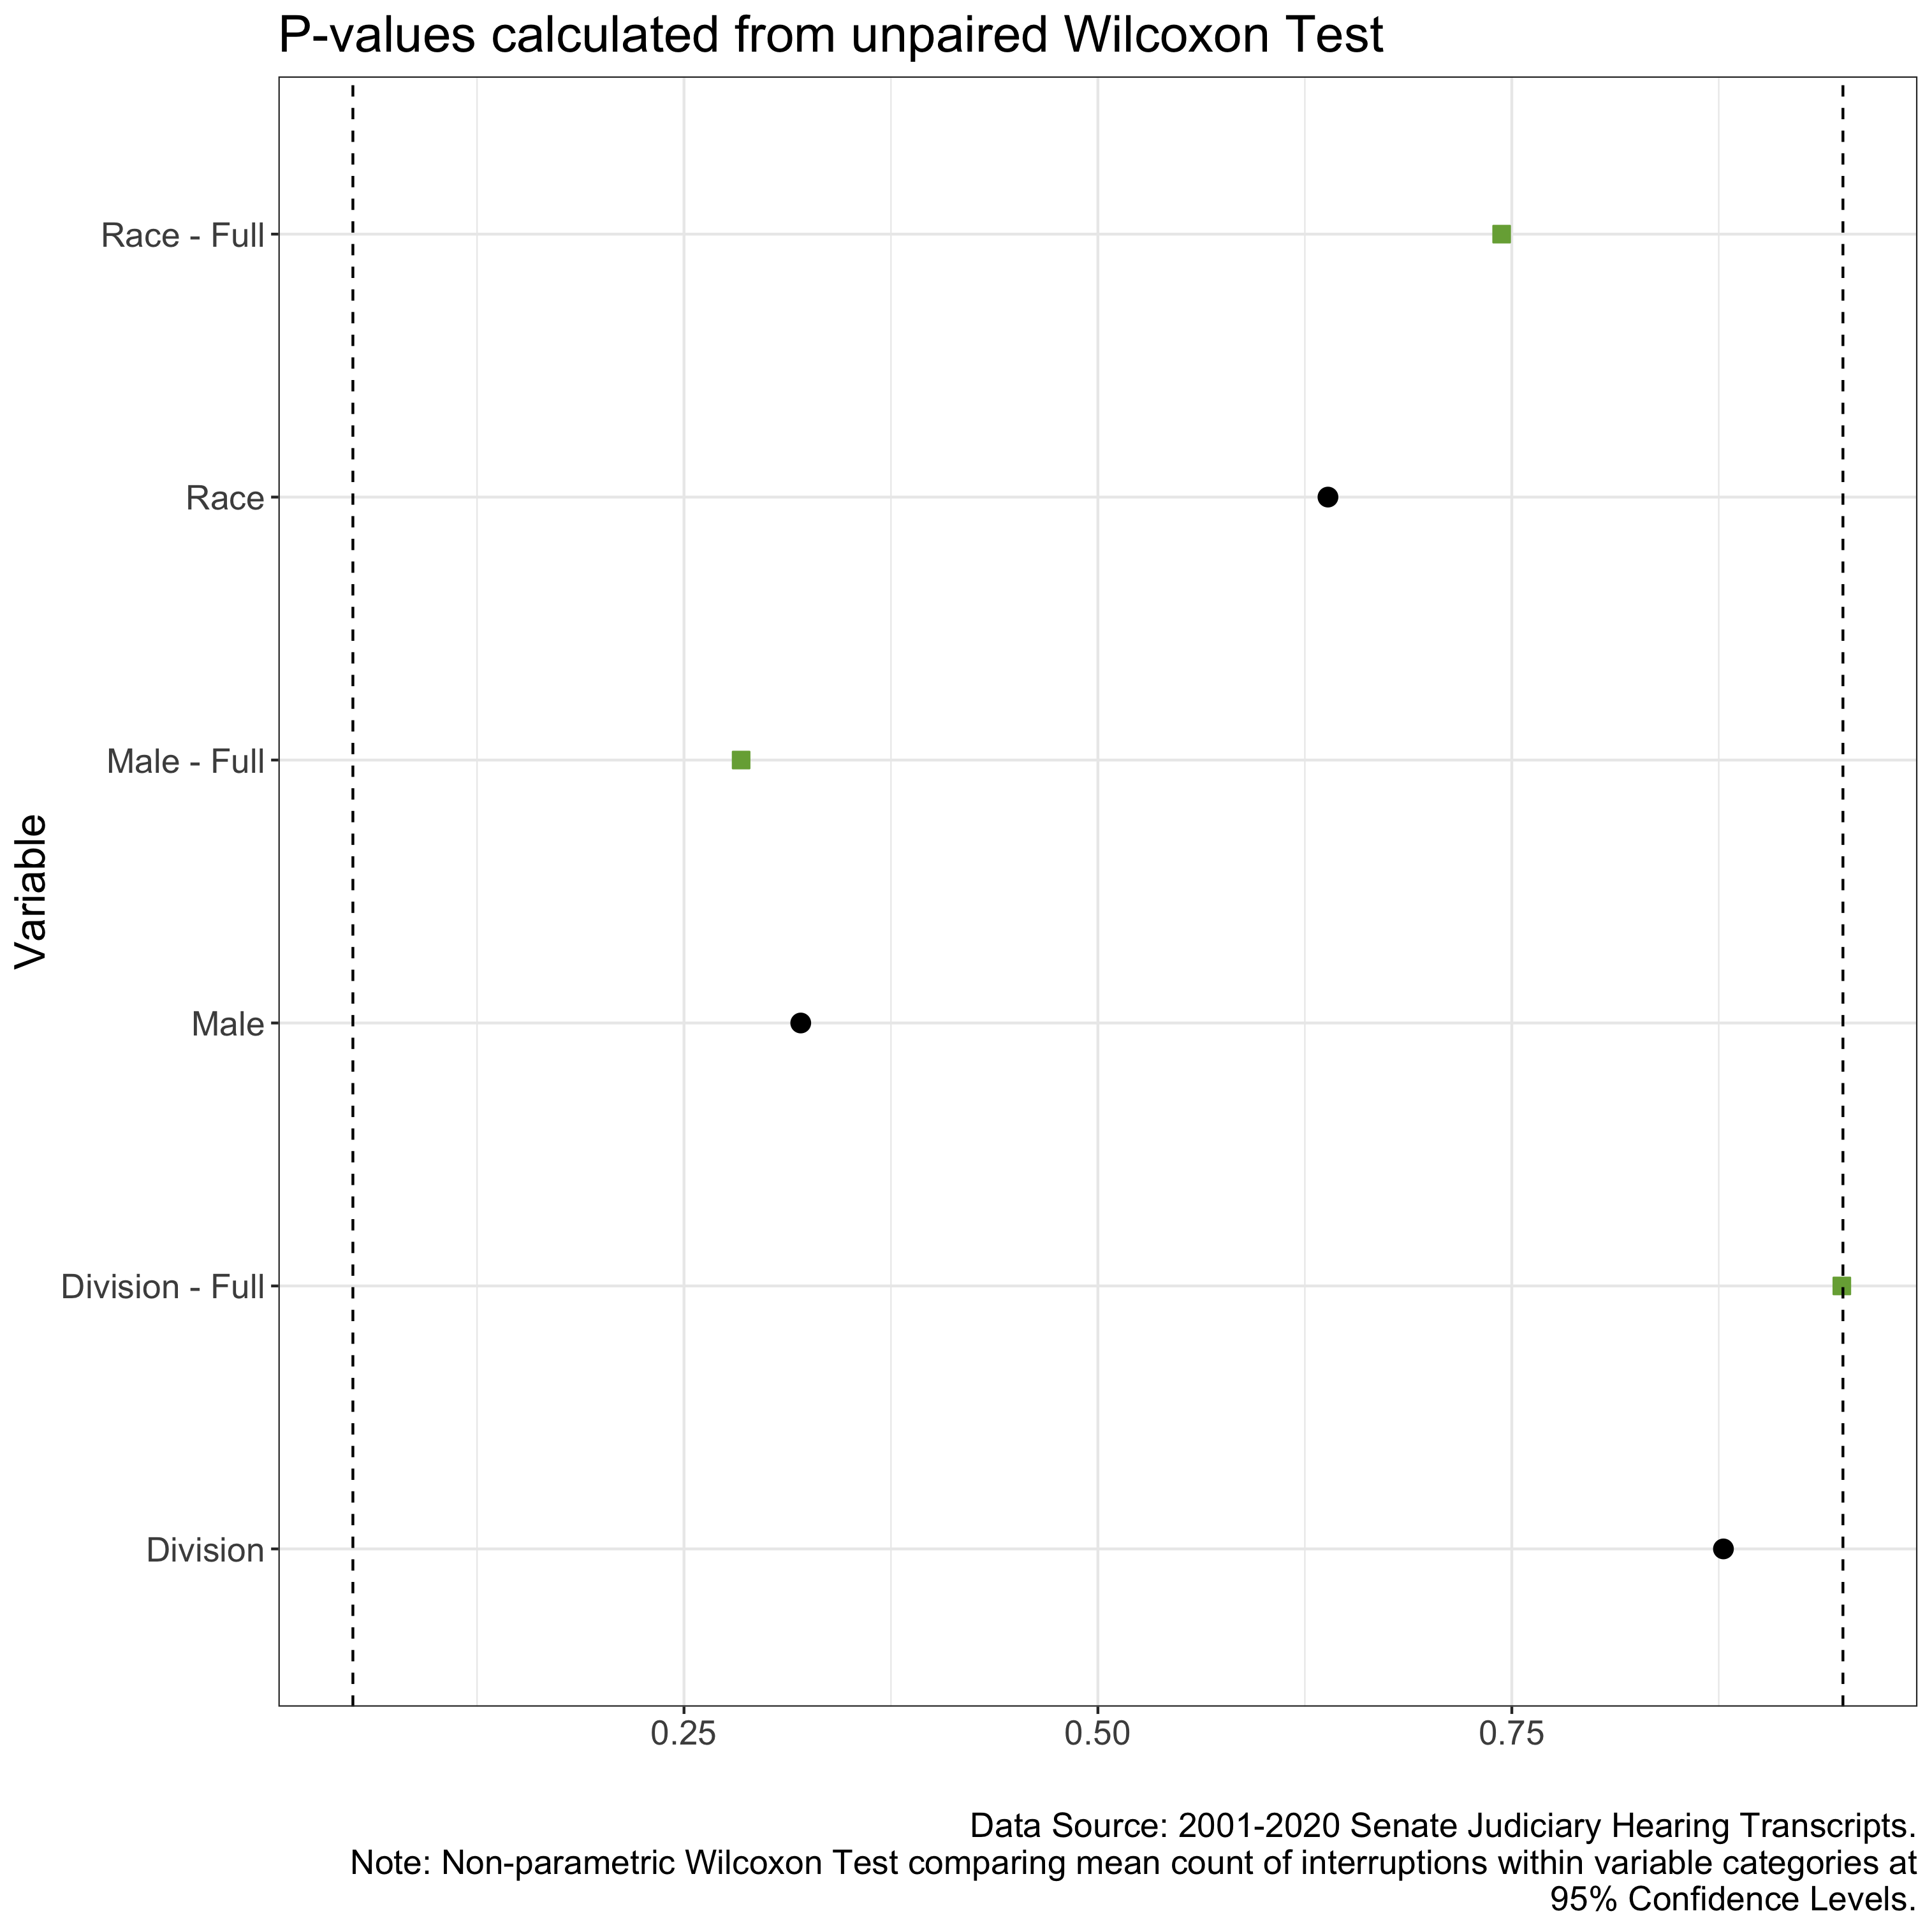 P-values calculated from unpaired Wilcoxon Test
Variable
Race - Full
Race
Male - Full
Male
Division - Full
Division
0.25 0.50 0.75
Data Source: 2001-2020 Senate Judiciary Hearing Transcripts.
Note: Non-parametric Wilcoxon Test comparing mean count of interruptions within variable categories at
95% Confidence Levels.